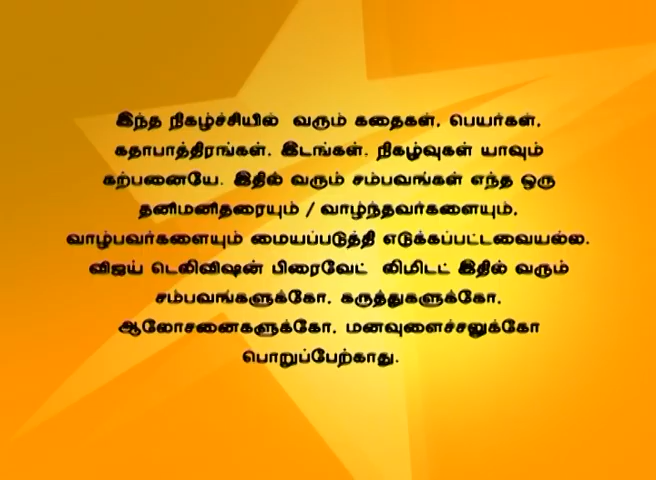 இந்த நிகழ்ச்சியில் வரும் கதைகள், பெயர்கள்,
கதாபாத்திரங்கள், இடங்கள், நிகழ்வுகள் யாவும்
கற்பனையே. இதில் வரும் சம்பவங்கள் எந்த ஒரு
தனிமனிதரையும் / வாழ்ந்தவர்களையும்,
வாழ்பவர்களையும் மையப்படுத்தி எடுக்கப்பட்டவையல்ல.
விஜய் டெலிவிஷன் பிரைவேட் லிமிடட் இதில் வரும்
சம்பவங்களுக்கோ, கருத்துகளுக்கோ,
ஆலோசனைகளுக்கோ, மனவுளைச்சலுக்கோ
பொறுப்பேற்காது.